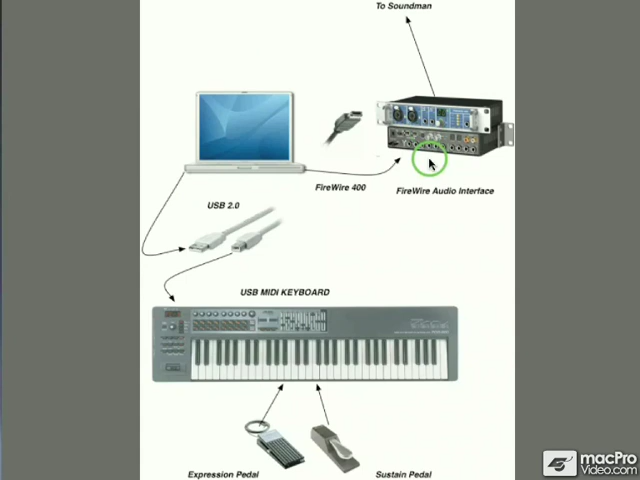 To Soundman
FireWire 400
FireWire Audio Interface
USB 2.0
USB MIDI KEYBOARD
Expression Pedal
Sustain Pedal
macPro
Video.com